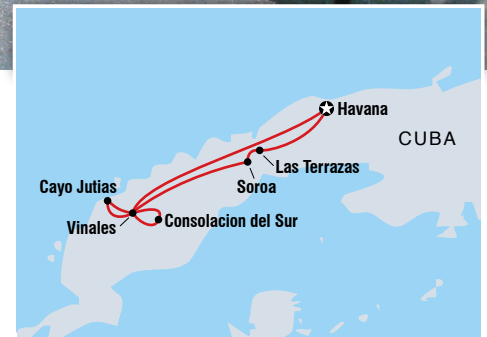 Havana
CUBA
Las Terrazas
Soroa
Cayo Jutias
Vinales
Consolacion del Sur